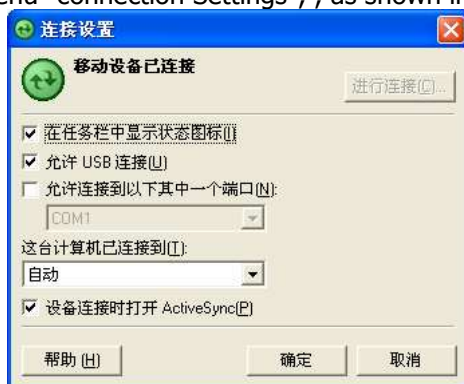 enu "connection Settings", , as shown i
连接设置
移动设备已连接
进行连接(C)...
在任务栏中显示状态图标(I)
允许 USB 连接(U)
允许连接到以下其中一个端口(N):
COM1
这台计算机已连接到(T):
自动
设备连接时打开 ActiveSync(P)
帮助(H)
确定
取消